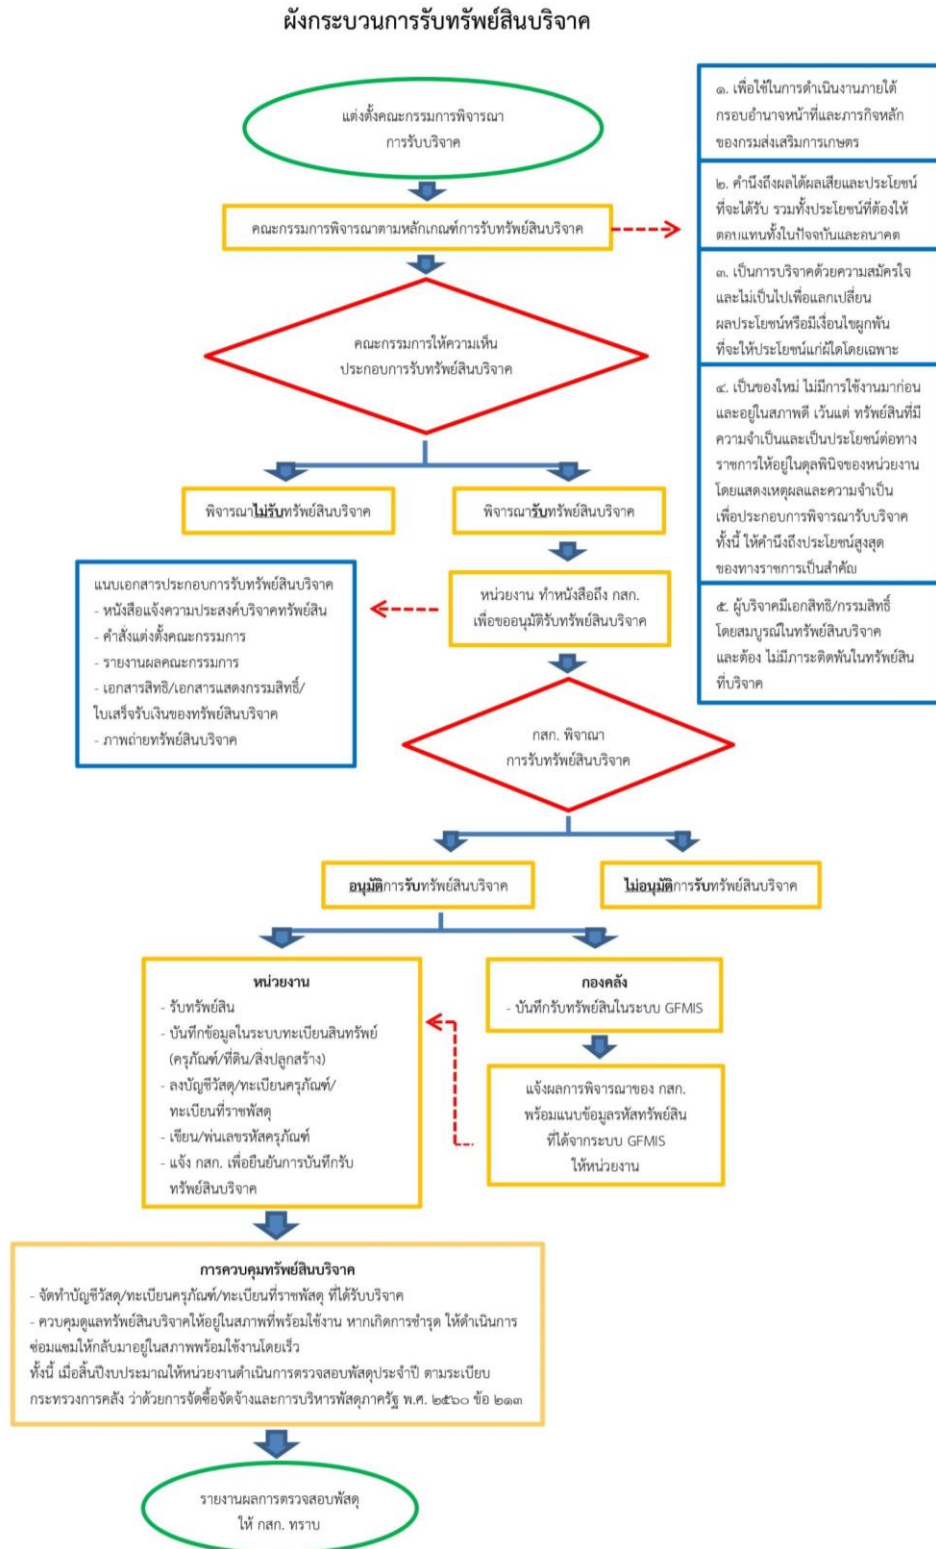 ผังกระบวนการรับทรัพย์สินบริจาค
แต่งตั้งคณะกรรมการพิจารณา
การรับบริจาค
คณะกรรมการพิจารณาตามหลักเกณฑ์การรับทรัพย์สินบริจาค
๑. เพื่อใช้ในการดำเนินงานภายใต้
กรอบอำนาจหน้าที่และภารกิจหลัก
ของกรมส่งเสริมการเกษตร
๒. คำนึงถึงผลได้ผลเสียและประโยชน์
ที่จะได้รับ รวมทั้งประโยชน์ที่ต้องให้
ตอบแทนทั้งในปัจจบันและอนาคต
๓. เป็นการบริจาคด้วยความสมัครใจ
และไม่เป็นไปเพื่อแลกเปลี่ยน
ผลประโยชน์หรือมีเงื่อนไขผูกพัน
ที่จะให้ประโยชน์แก่ผู้ใดโดยเฉพาะ
๔. เป็นของใหม่ ไม่มีการใช้งานมาก่อน
และอยู่ในสภาพดี เว้นแต่ ทรัพย์สินที่มี
ความจำเป็นและเป็นประโยชน์ต่อทาง
ราชการให้อยู่ในดุลพินิจของหน่วยงาน
โดยแสดงเหตุผลและความจำเป็น
เพื่อประกอบการพิจารณารับบริจาค
ทั้งนี้ ให้คำนึงถึงประโยชน์สูงสุด
ของทางราชการเป็นสำคัญ
๕. ผู้บริจาคมีเอกสิทธิ/กรรมสิทธิ์
โดยสมบูรณ์ในทรัพย์สินบริจาค
และต้อง ไม่มีภาระติดพันในทรัพย์สิน
ที่บริจาค
คณะกรรมการให้ความเห็น
ประกอบการรับทรัพย์สินบริจาค
พิจารณาไม่รับทรัพย์สินบริจาค
พิจารณารับทรัพย์สินบริจาค
หน่วยงาน ทำหนังสือถึง กสก.
เพื่อขออนุมัติรับทรัพย์สินบริจาค
แนบเอกสารประกอบการรับทรัพย์สินบริจาค
- หนังสือแจ้งความประสงค์บริจาคทรัพย์สิน
- คำสั่งแต่งตั้งคณะกรรมการ
- รายงานผลคณะกรรมการ
- เอกสารสิทธิ/เอกสารแสดงกรรมสิทธิ์/
ใบเสร็จรับเงินของทรัพย์สินบริจาค
- ภาพถ่ายทรัพย์สินบริจาค
กสก. พิจาณา
การรับทรัพย์สินบริจาค
อนุมัติการรับทรัพย์สินบริจาค
ไม่อนุมัติการรับทรัพย์สินบริจาค
หน่วยงาน
- รับทรัพย์สิน
- บันทึกข้อมูลในระบบทะเบียนสินทรัพย์
(ครุภัณฑ์/ที่ดิน/สิ่งปลูกสร้าง)
- ลงบัญชีวัสดุ/ทะเบียนครุภัณฑ์/
ทะเบียนที่ราชพัสดุ
- เขียน/พ่นเลขรหัสครุภัณฑ์
- แจ้ง กสก. เพื่อยืนยันการบันทึกรับ
ทรัพย์สินบริจาค
กองคลัง
- บันทึกรับทรัพย์สินในระบบ GFMIS
แจ้งผลการพิจารณาของ กสก.
พร้อมแนบข้อมูลรหัสทรัพย์สิน
ที่ได้จากระบบ GFMIS
ให้หน่วยงาน
การควบคุมทรัพย์สินบริจาค
- จัดทำบัญชีวัสดุ/ทะเบียนครุภัณฑ์/ทะเบียนที่ราชพัสดุ ที่ได้รับบริจาค
- ควบคุมดูแลทรัพย์สินบริจาคให้อยู่ในสภาพที่พร้อมใช้งาน หากเกิดการชำรุด ให้ดำเนินการ
ซ่อมแซมให้กลับมาอยู่ในสภาพพร้อมใช้งานโดยเร็ว
ทั้งนี้ เมื่อสิ้นปีงบประมาณให้หน่วยงานดำเนินการตรวจสอบพัสดุประจำปี ตามระเบียบ
กระทรวงการคลัง ว่าด้วยการจัดซื้อจัดจ้างและการบริหารพัสดุภาครัฐ พ.ศ. ๒๕๖๐ ข้อ ๒๑๓
รายงานผลการตรวจสอบพัสดุ
ให้ กสก. ทราบ